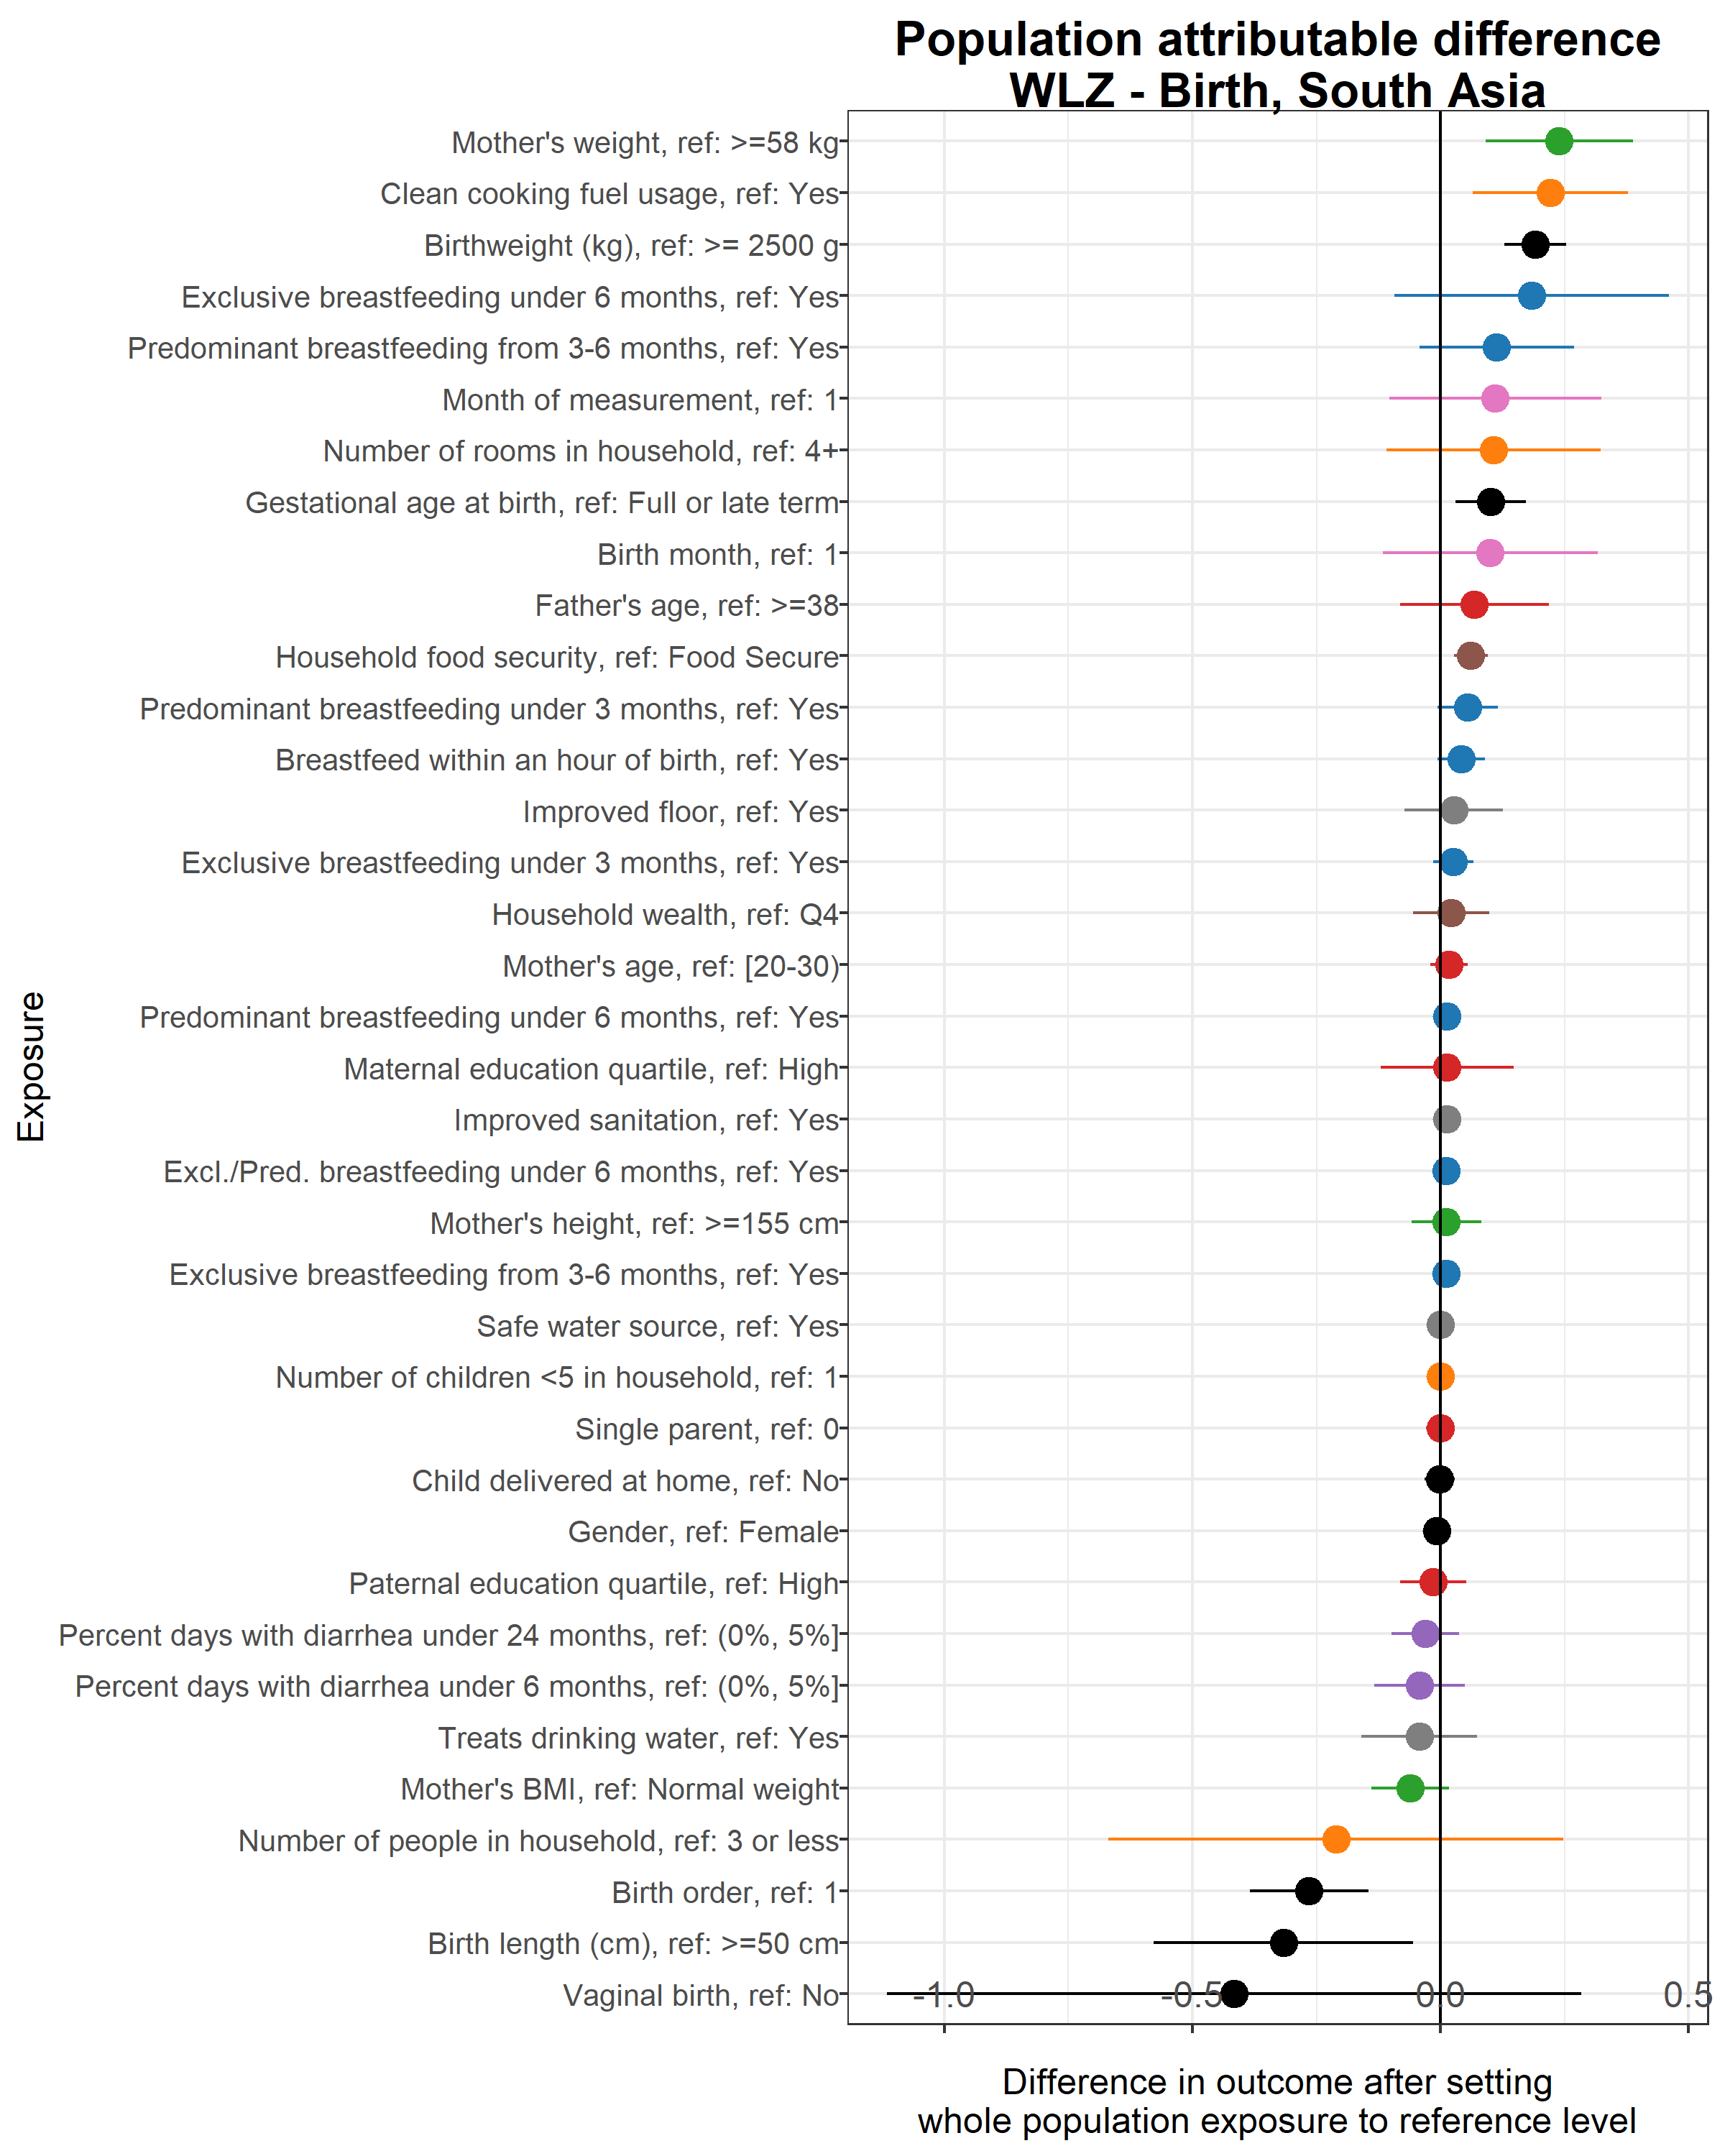 Population attributable difference
WLZ - Birth, South Asia
Mother's weight, ref: >=58 kg
Clean cooking fuel usage, ref: Yes
Birthweight (kg), ref: >= 2500 g
Exclusive breastfeeding under 6 months, ref: Yes
Predominant breastfeeding from 3-6 months, ref: Yes
Month of measurement, ref: 1
Number of rooms in household, ref: 4+
Gestational age at birth, ref: Full or late term
Birth month, ref: 1
Father's age, ref: >=38
Household food security, ref: Food Secure
Predominant breastfeeding under 3 months, ref: Yes
Breastfeed within an hour of birth, ref: Yes
Improved floor, ref: Yes
Exclusive breastfeeding under 3 months, ref: Yes
Household wealth, ref: Q4
Mother's age, ref: [20-30)
Predominant breastfeeding under 6 months, ref: Yes
Maternal education quartile, ref: High
Improved sanitation, ref: Yes
Excl./Pred. breastfeeding under 6 months, ref: Yes
Mother's height, ref: >=155 cm
Exclusive breastfeeding from 3-6 months, ref: Yes
Safe water source, ref: Yes
Number of children <5 in household, ref: 1
Single parent, ref: 0
Child delivered at home, ref: No
Gender, ref: Female
Paternal education quartile, ref: High
Percent days with diarrhea under 24 months, ref: (0%, 5%]
Percent days with diarrhea under 6 months, ref: (0%, 5%]
Treats drinking water, ref: Yes
Mother's BMI, ref: Normal weight
Number of people in household, ref: 3 or less
Birth order, ref: 1
Birth length (cm), ref: >=50 cm
Vaginal birth, ref: No
Exposure
-1.0 -0.5 0.0 0.5
Difference in outcome after setting
whole population exposure to reference level